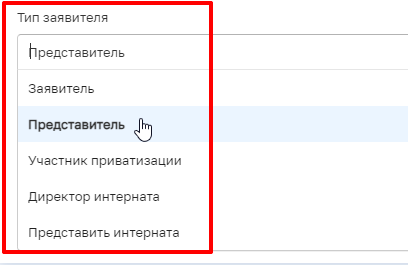 Тип заявителя
Представитель
Заявитель
Представитель
Участник приватизации
Директор интерната
Представить интерната